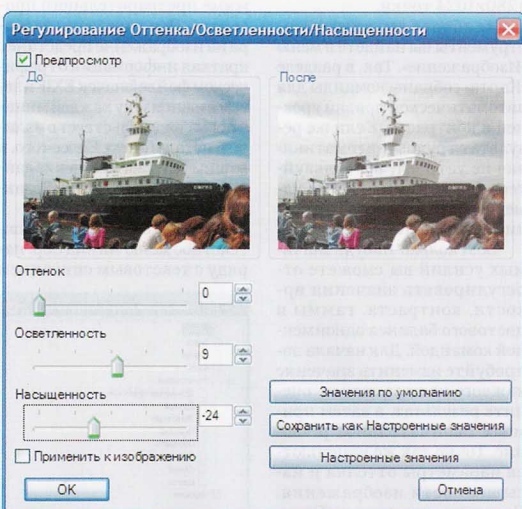 Регулирование Оттенка/Осветленности/Насыщенности
Предпросмотр
До
После
Оттенок
0
Осветленность
9
Насыщенность
-24
Применить к изображению
Значения по умолчанию
Сохранить как Настроенные значения
Настроенные значения
OK
Отмена